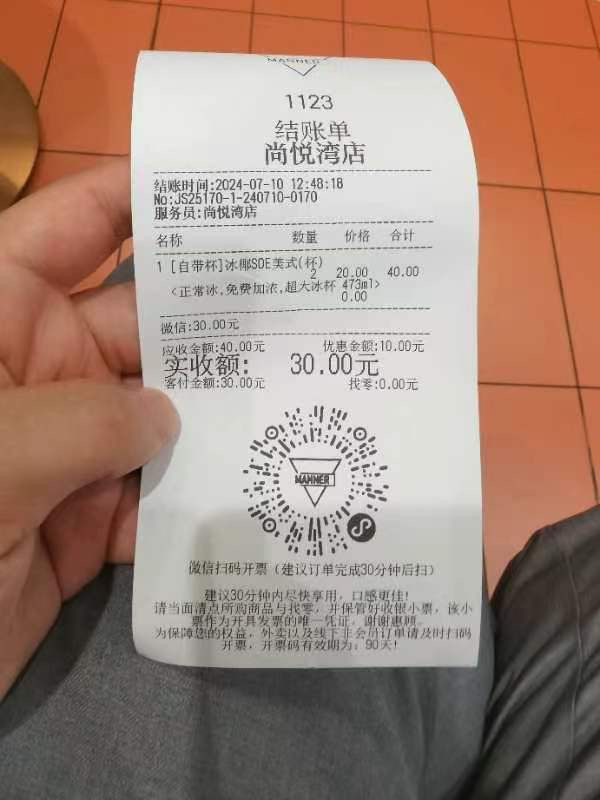 MANNER
1123
结账单
尚悦湾店
结账时间:2024-07-10 12:48:18
No:JS25170-1-240710-0170
服务员:尚悦湾店
名称 数量 价格 合计
1 [自带杯]冰椰SOE美式(杯)
2 20.00 40.00
<正常冰,免费加浓,超大冰杯 473ml>
0.00
微信:30.00元
应收金额:40.00元 优惠金额:10.00元
实收额: 30.00元
客付金额:30.00元 找零:0.00元
MANNER
微信扫码开票（建议订单完成30分钟后扫）
建议30分钟内尽快享用，口感更佳!
请当面清点所购商品与找零，并保管好收银小票，该小
票作为开具发票的唯一凭证，谢谢惠顾。
为保障您的权益，外卖以及线下非会员订单请及时扫码
开票，开票码有效期为：90天!